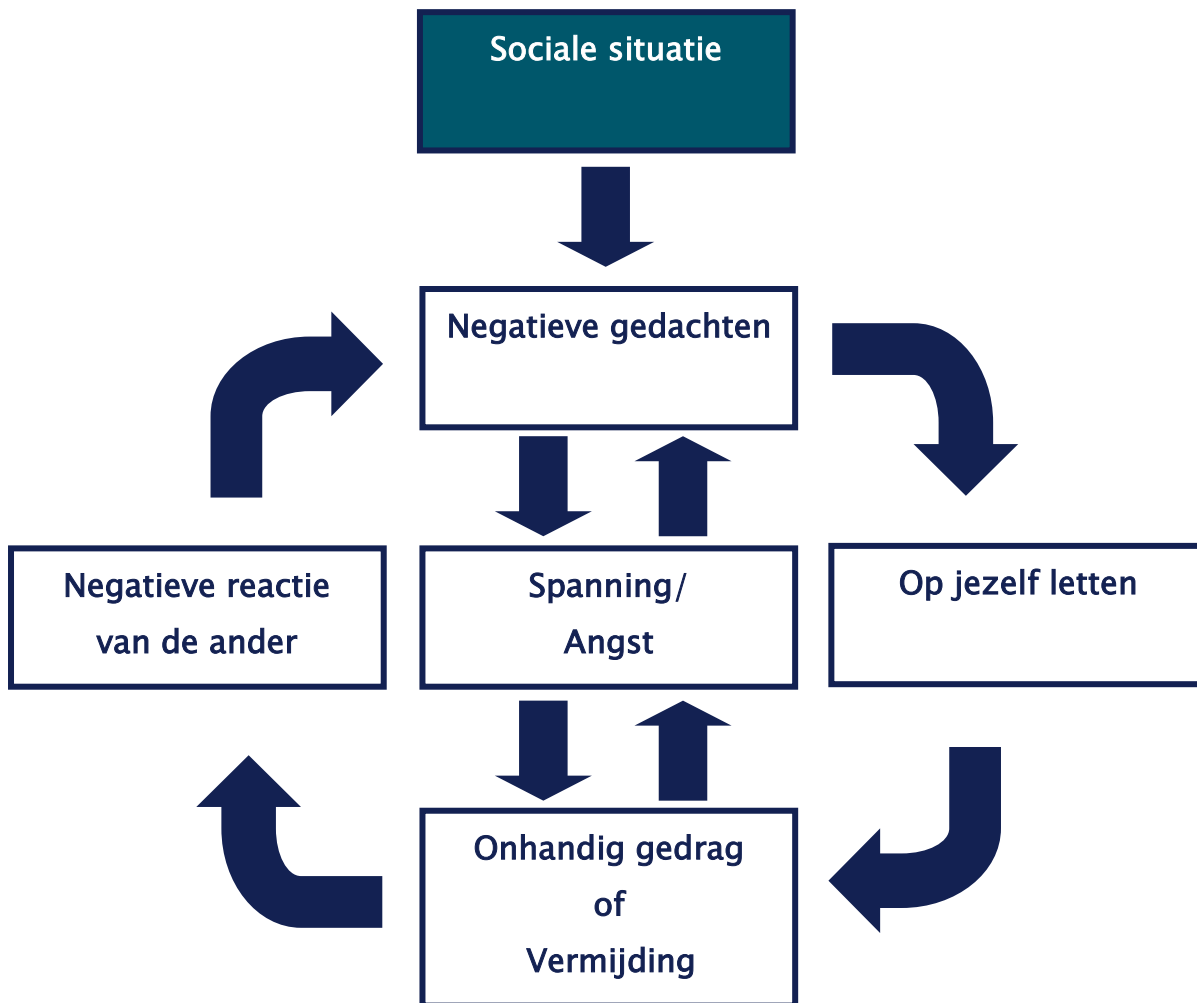 Sociale situatie
Negatieve gedachten
Negatieve reactie
van de ander
Spanning/
Angst
Op jezelf letten
Onhandig gedrag
of
Vermijding